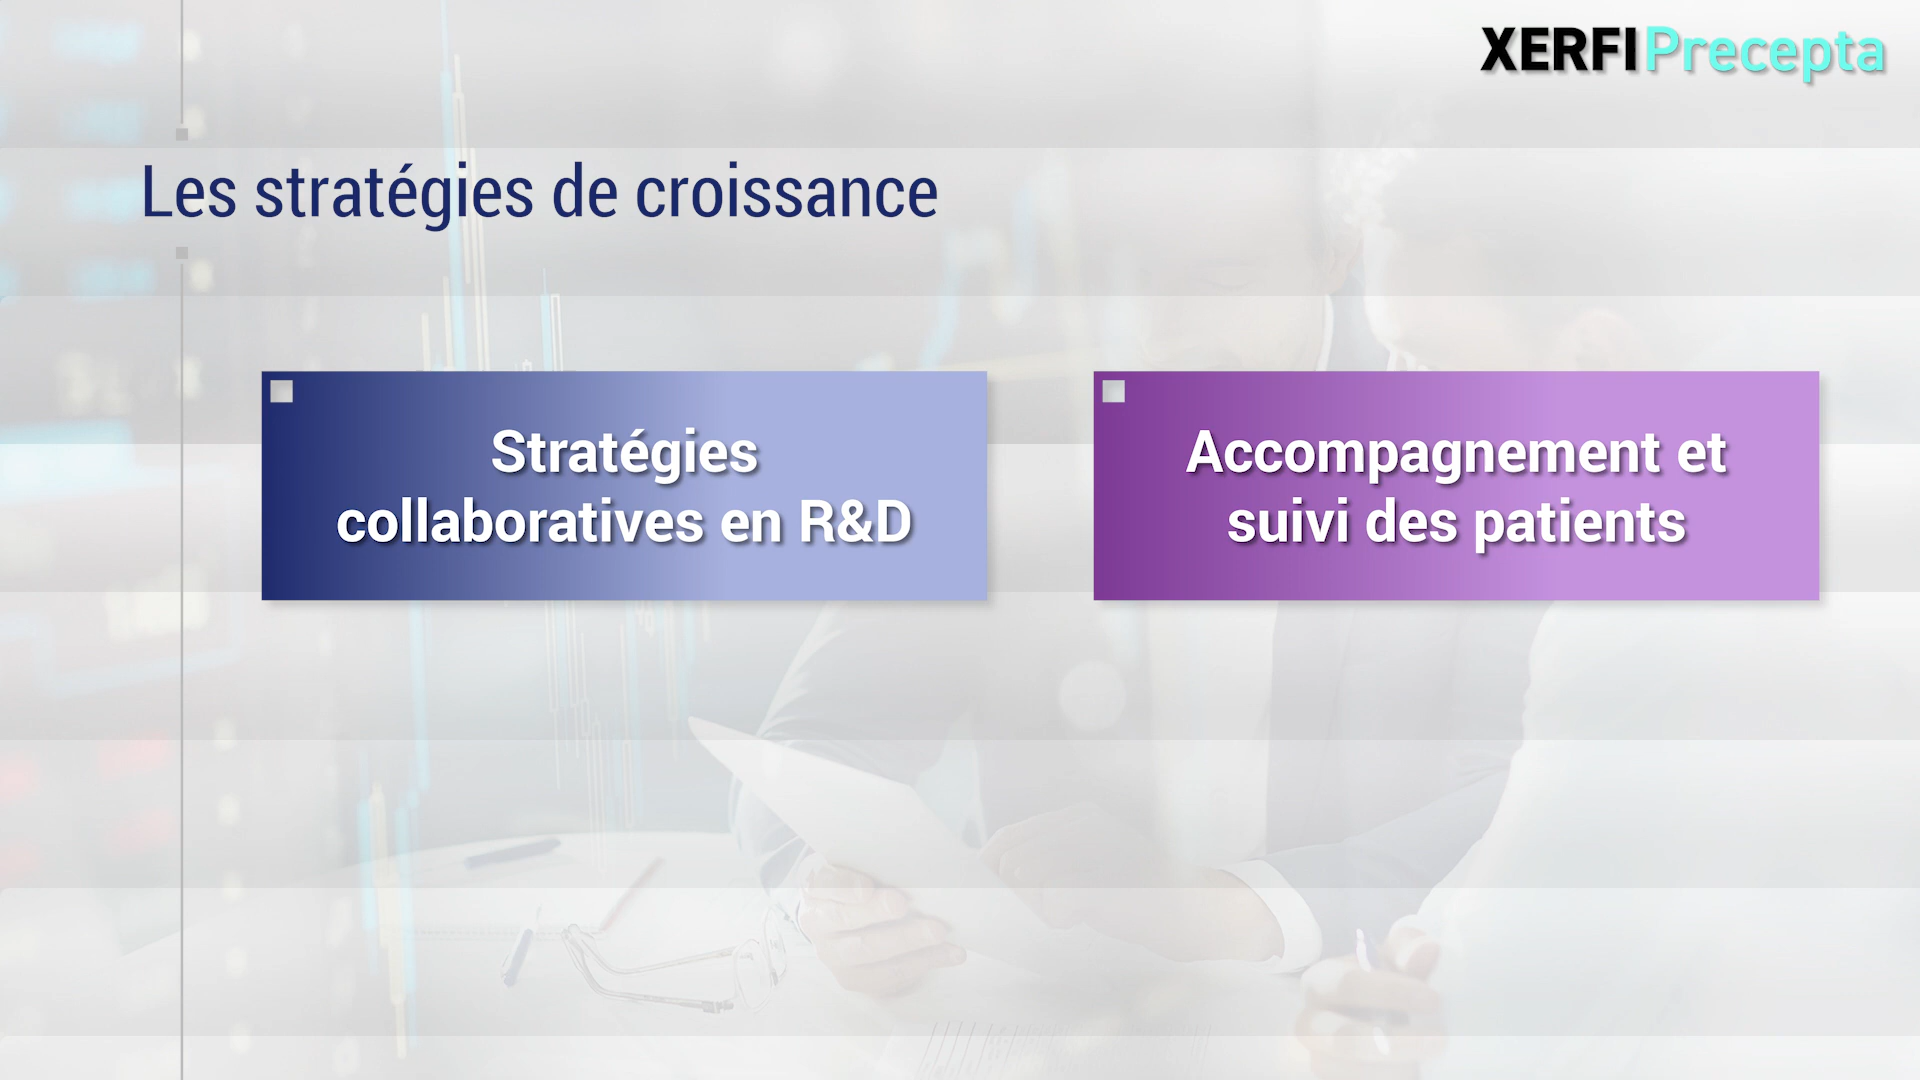 XERFI Precepta
Les stratégies de croissance
Stratégies
collaboratives en R&D
Accompagnement et
suivi des patients